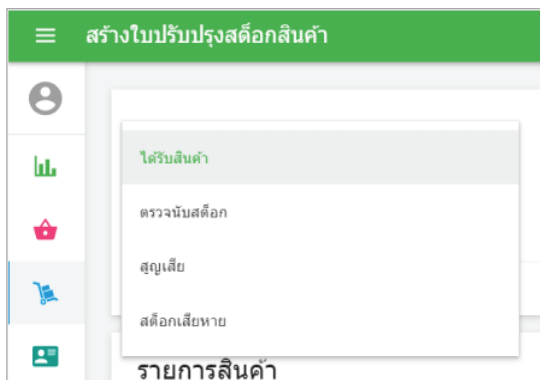 สร้างใบปรับปรุงสต็อกสินค้า
ได้รับสินค้า
ตรวจนับสต็อก
สูญเสีย
สต็อกเสียหาย
รายการสินค้า